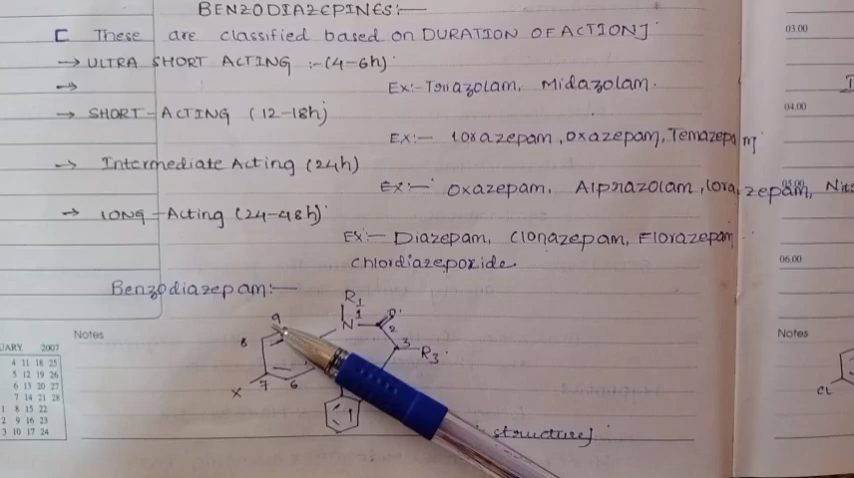 BENZODIAZEPINES:—
[ These are classified based on DURATION OF ACTION]
→ ULTRA SHORT ACTING :-(4-6h)
→ Ex:- Triazolam, Midazolam.
→ SHORT-ACTING (12-18h)
Ex:— lorazepam, Oxazepam, Temazepam]
→ Intermediate Acting (24h)
Ex:— Oxazepam, Alprazolam, lorazepam,
→ LONG-Acting (24-48h)
Ex:— Diazepam, Clonazepam, Florazepam
Chlordiazepoxide.
Benzodiazepam:—
R1
1
N
O
2
3
R3
9
8
7
6
X
structure]
03.00
04.00
05.00
06.00
Notes
Notes
Cl
UARY 2007
4 11 18 25
5 12 19 26
6 13 20 27
7 14 21 28
1 8 15 22
2 9 16 23
3 10 17 24